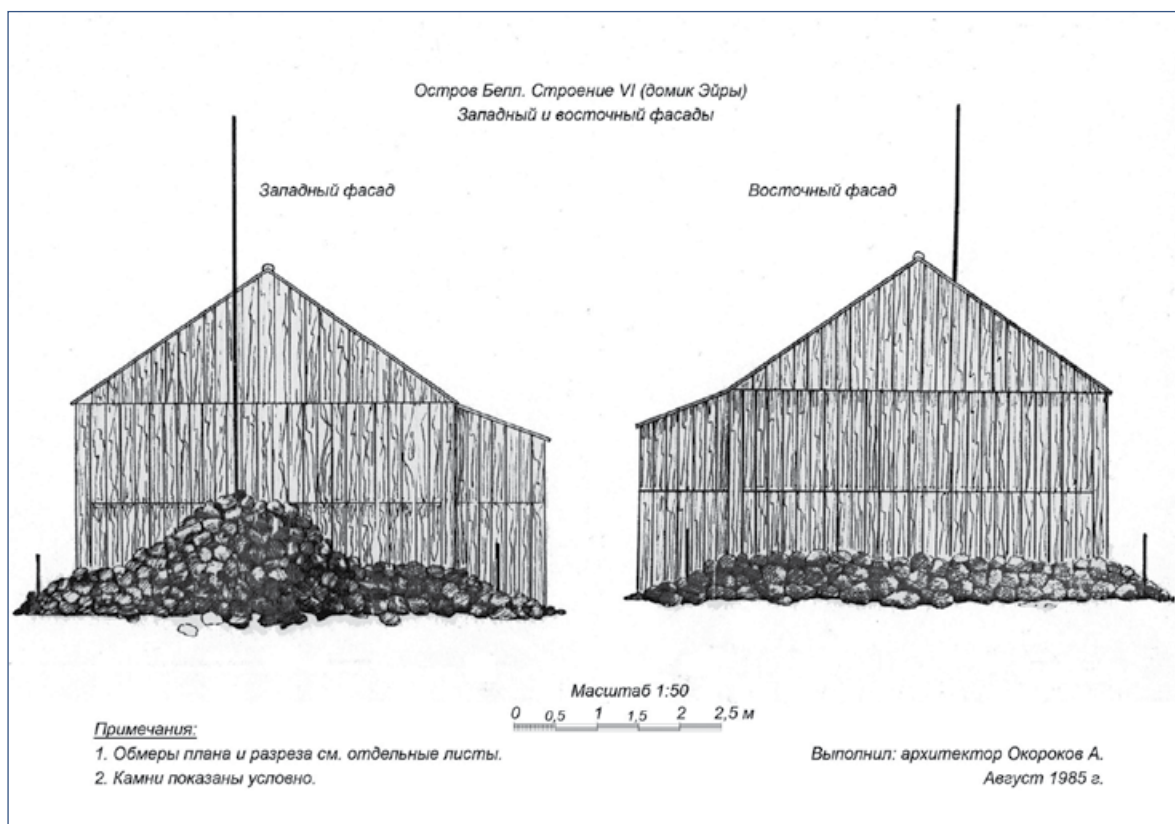 Остров Белл. Строение VI (домик Эйры)
Западный и восточный фасады
Западный фасад
Восточный фасад
Масштаб 1:50
0 0,5 1 1,5 2 2,5 м
Примечания:
1. Обмеры плана и разреза см. отдельные листы.
2. Камни показаны условно.
Выполнил: архитектор Окороков А.
Август 1985 г.